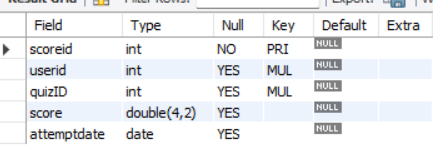 Result Grid Filter Rows: Export:
Field Type Null Key Default Extra
scoreid int NO PRI NULL
userid int YES MUL NULL
quizID int YES MUL NULL
score double(4,2) YES NULL
attemptdate date YES NULL